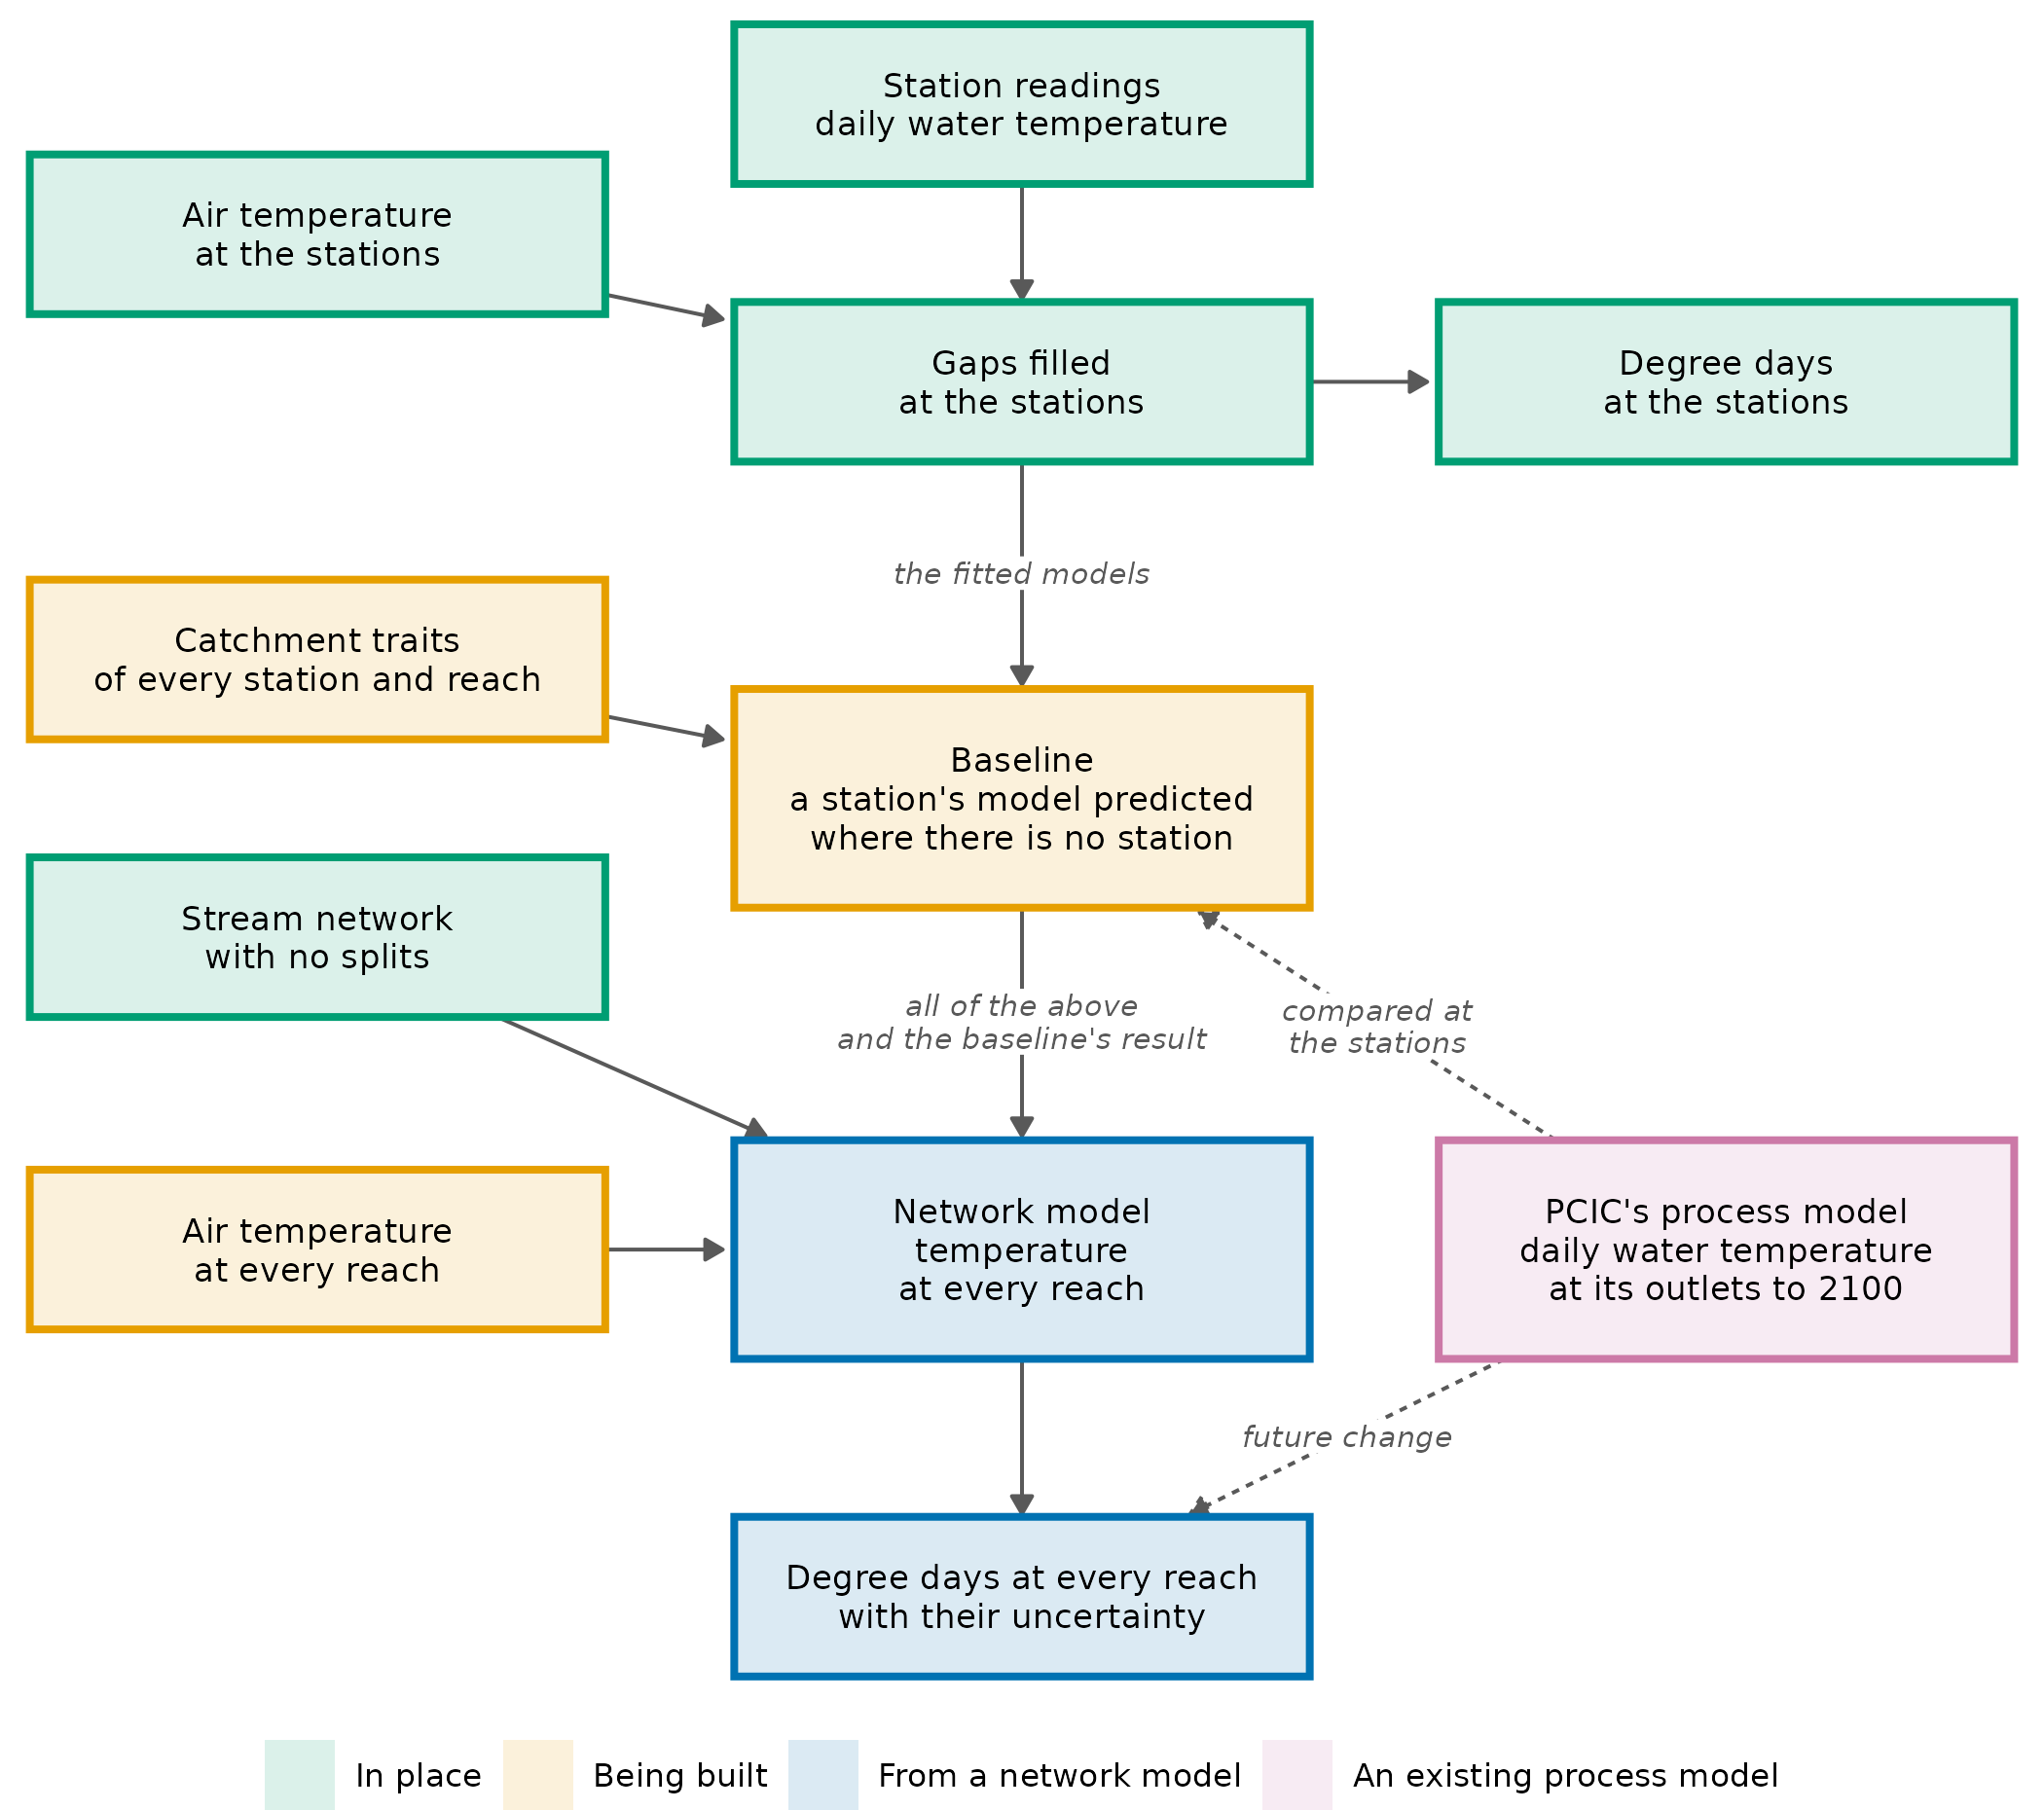 Station readings
daily water temperature
Air temperature
at the stations
Gaps filled
at the stations
Degree days
at the stations
the fitted models
Catchment traits
of every station and reach
Baseline
a station's model predicted
where there is no station
Stream network
with no splits
all of the above
and the baseline's result
compared at
the stations
Air temperature
at every reach
Network model
temperature
at every reach
PCIC's process model
daily water temperature
at its outlets to 2100
future change
Degree days at every reach
with their uncertainty
In place
Being built
From a network model
An existing process model